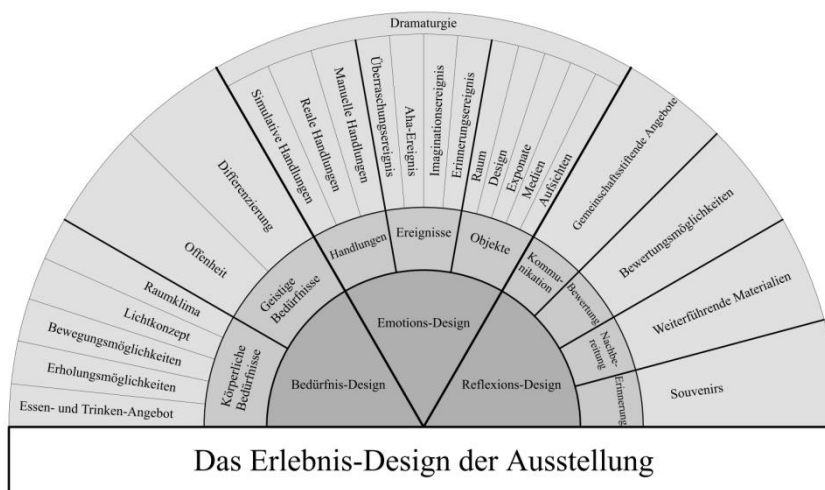 Dramaturgie
Simulative Handlungen
Reale Handlungen
Manuelle Handlungen
Überraschungsereignis
Aha-Ereignis
Imaginationsereignis
Erinnerungsereignis
Raum
Design
Exponate
Medien
Aufsichten
Gemeinschaftsstiftende Angebote
Differenzierung
Offenheit
Bewertungsmöglichkeiten
Handlungen
Ereignisse
Objekte
Kommu-
nikation
Geistige
Bedürfnisse
Bewertung
Raumklima
Lichtkonzept
Bewegungsmöglichkeiten
Erholungsmöglichkeiten
Essen- und Trinken-Angebot
Körperliche
Bedürfnisse
Emotions-Design
Bedürfnis-Design
Reflexions-Design
Nachbe-
reitung
Weiterführende Materialien
Erinnerung
Souvenirs
Das Erlebnis-Design der Ausstellung